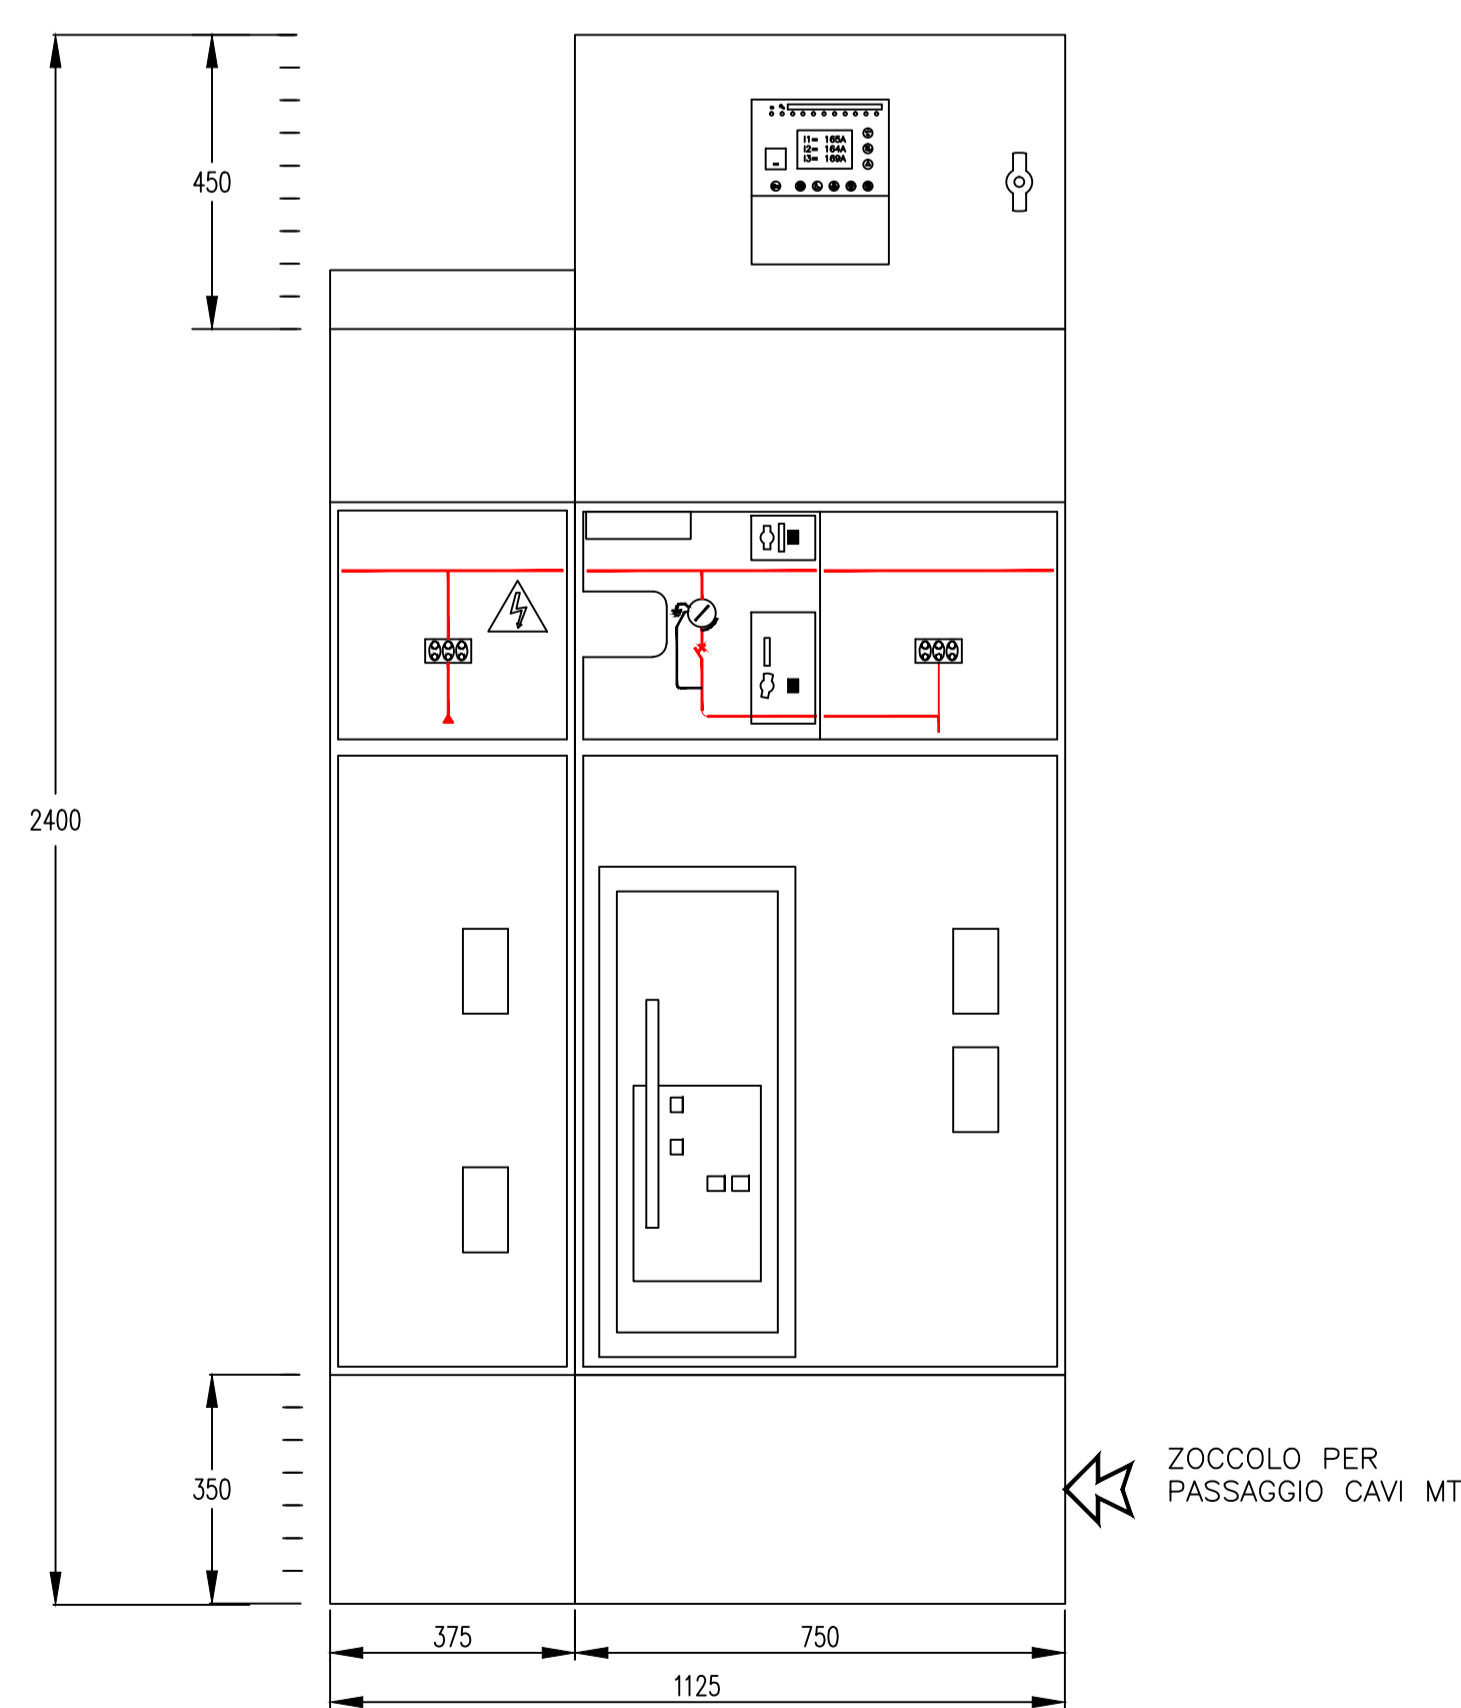 450
I1= 165A
I2= 164A
I3= 169A
2400
350
ZOCCOLO PER
PASSAGGIO CAVI MT
375
750
1125